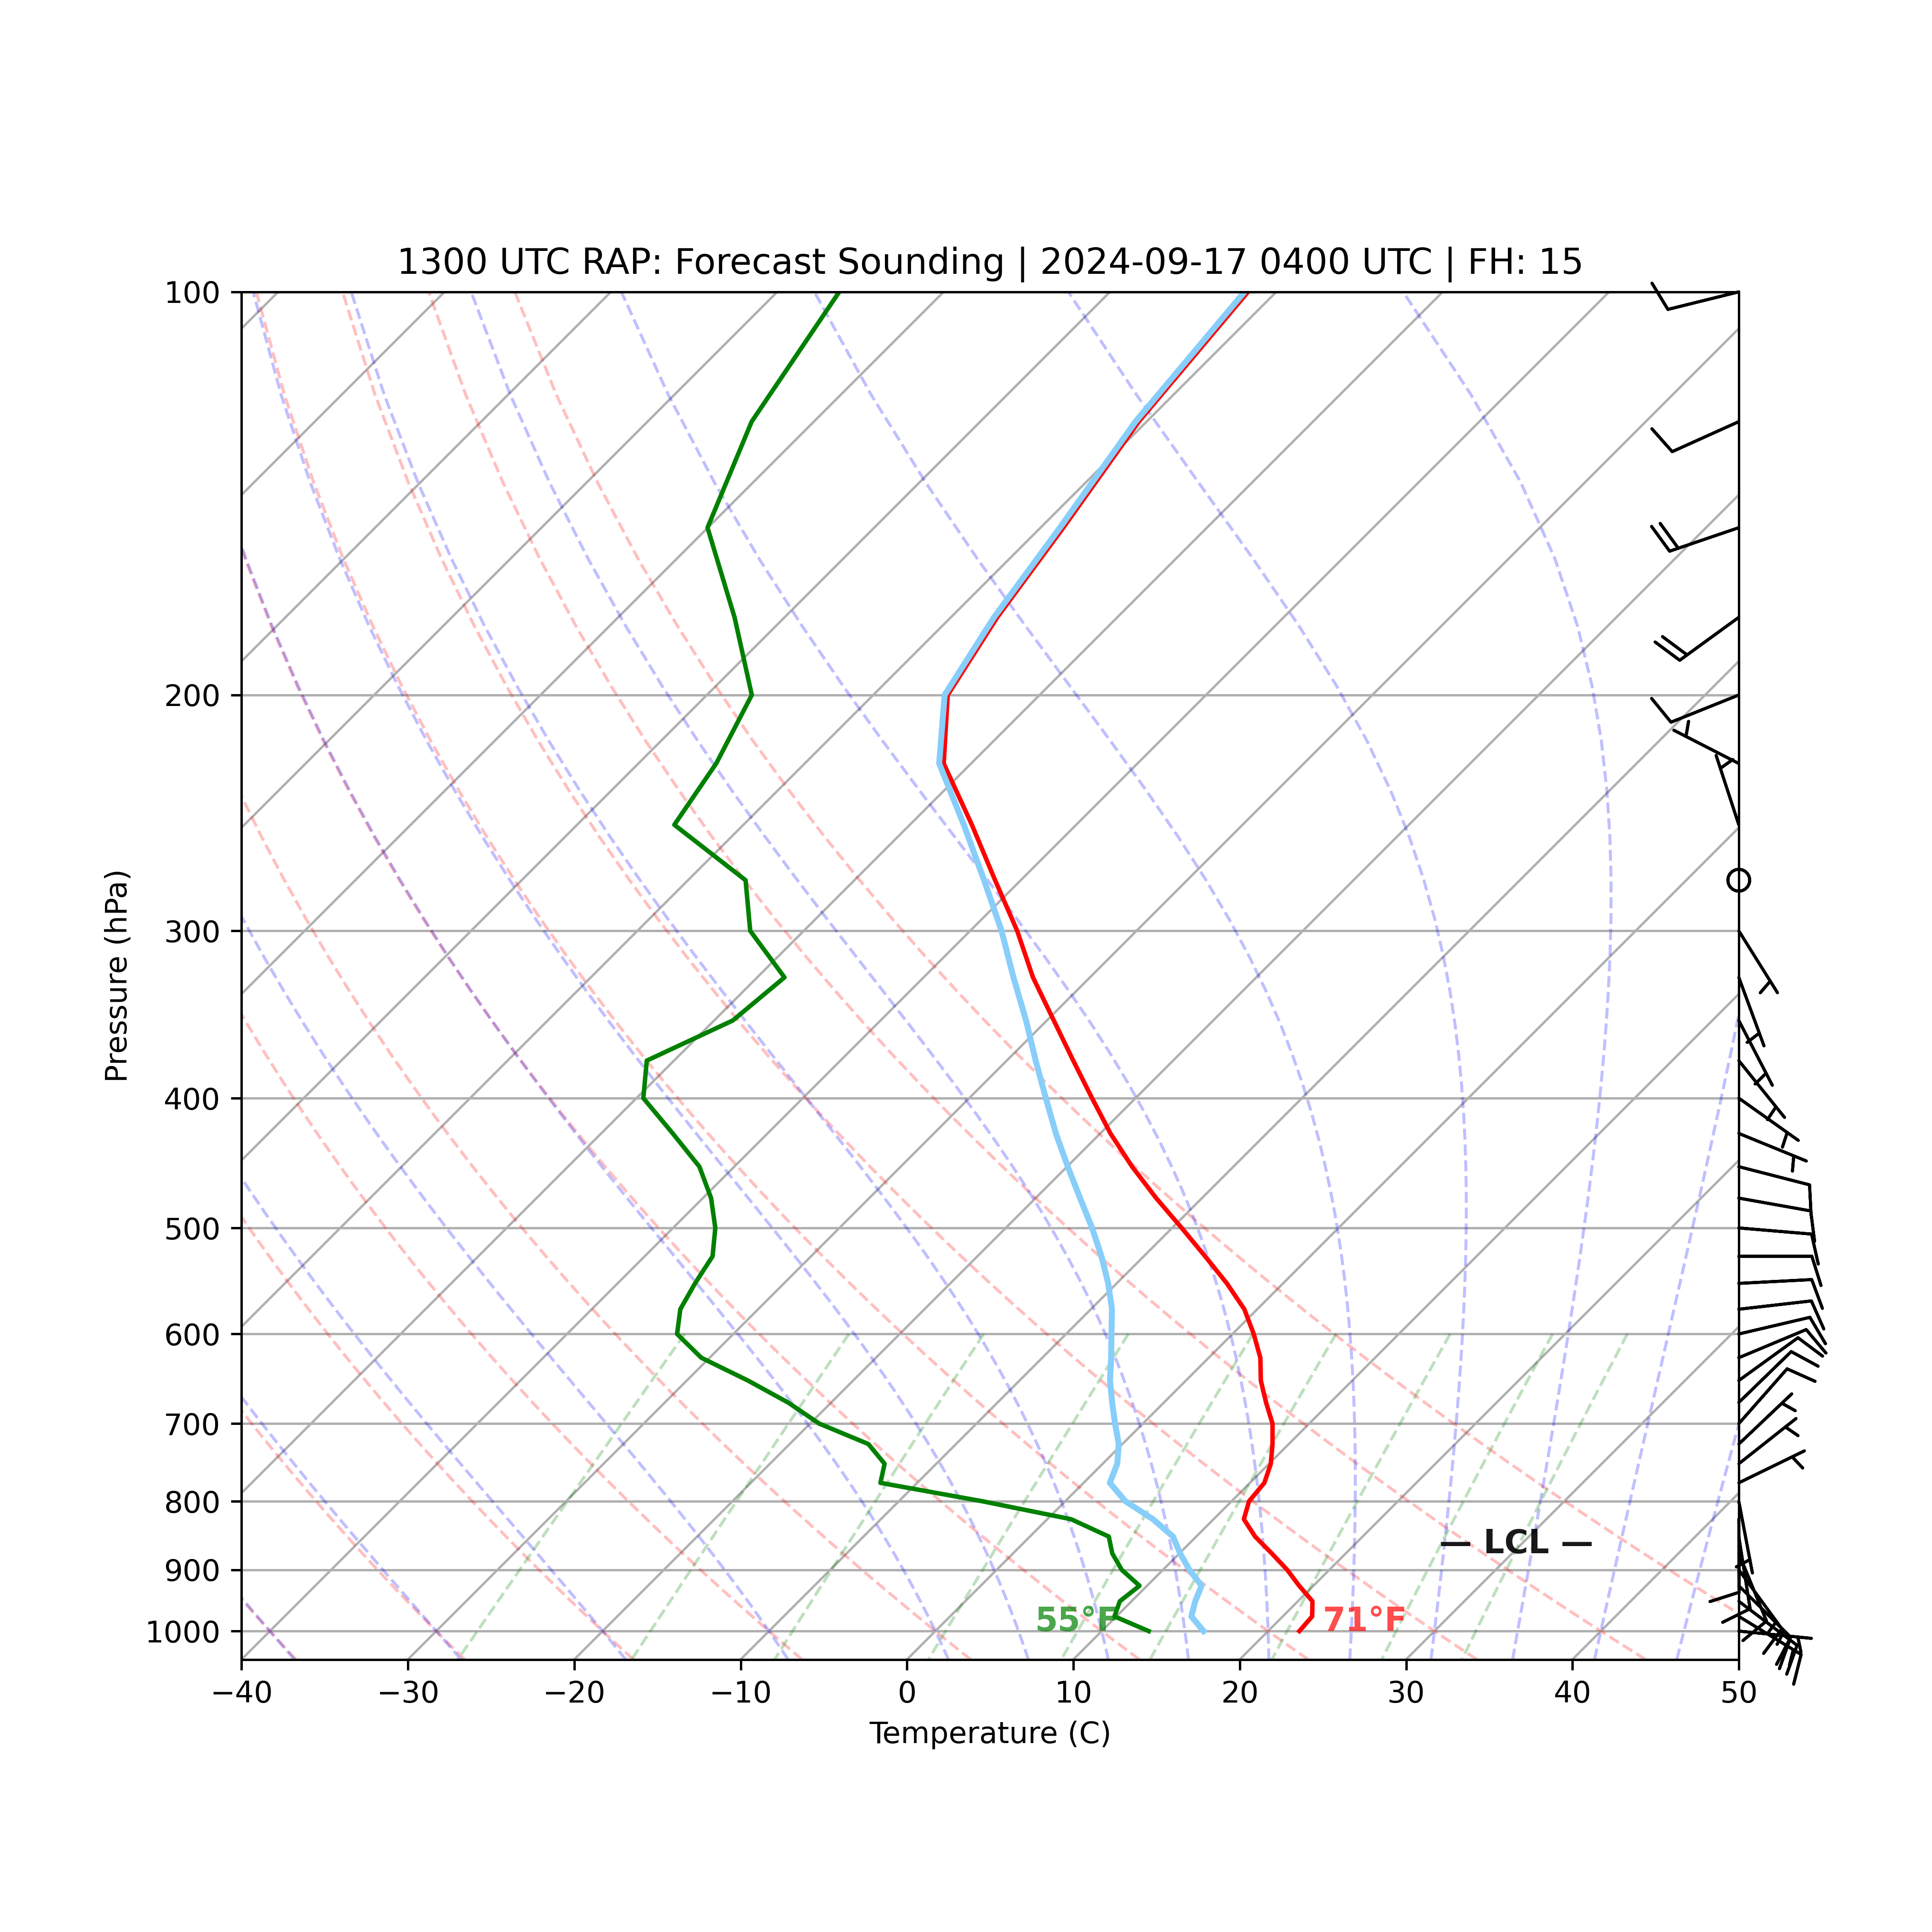 1300 UTC RAP: Forecast Sounding | 2024-09-17 0400 UTC | FH: 15
100
200
300
400
500
600
700
800
900
1000
Pressure (hPa)
— LCL —
55°F
71°F
−40 −30 −20 −10 0 10 20 30 40 50
Temperature (C)